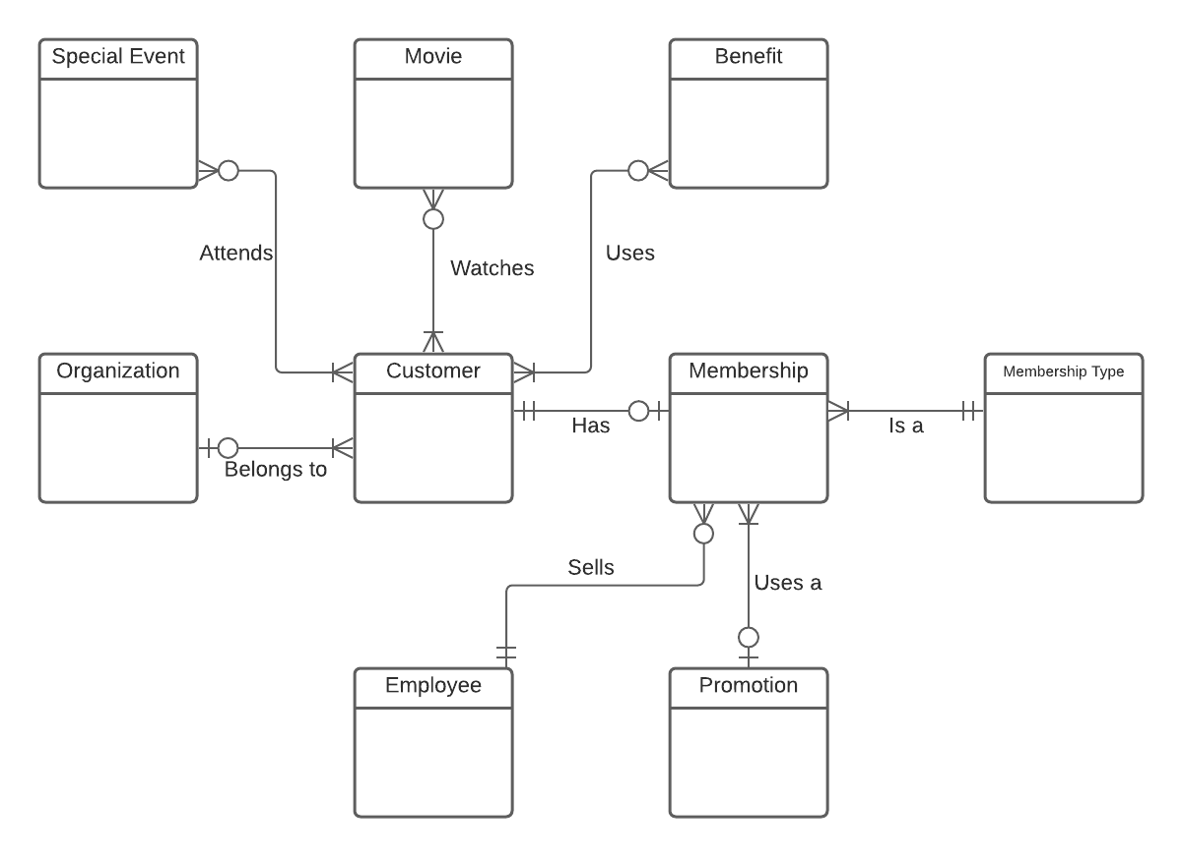 Special Event
Movie
Benefit
Attends
Watches
Uses
Organization
Customer
Membership
Membership Type
Has
Is a
Belongs to
Sells
Uses a
Employee
Promotion